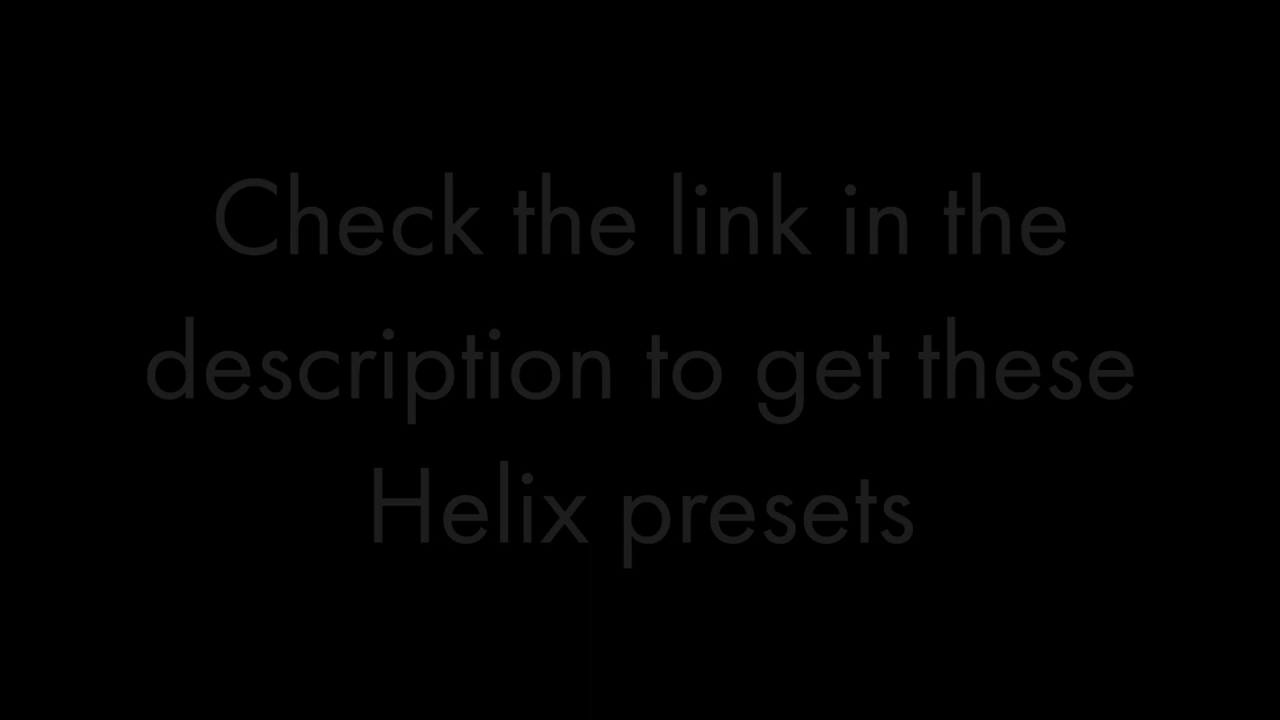 Check the link in the
description to get these
Helix presets